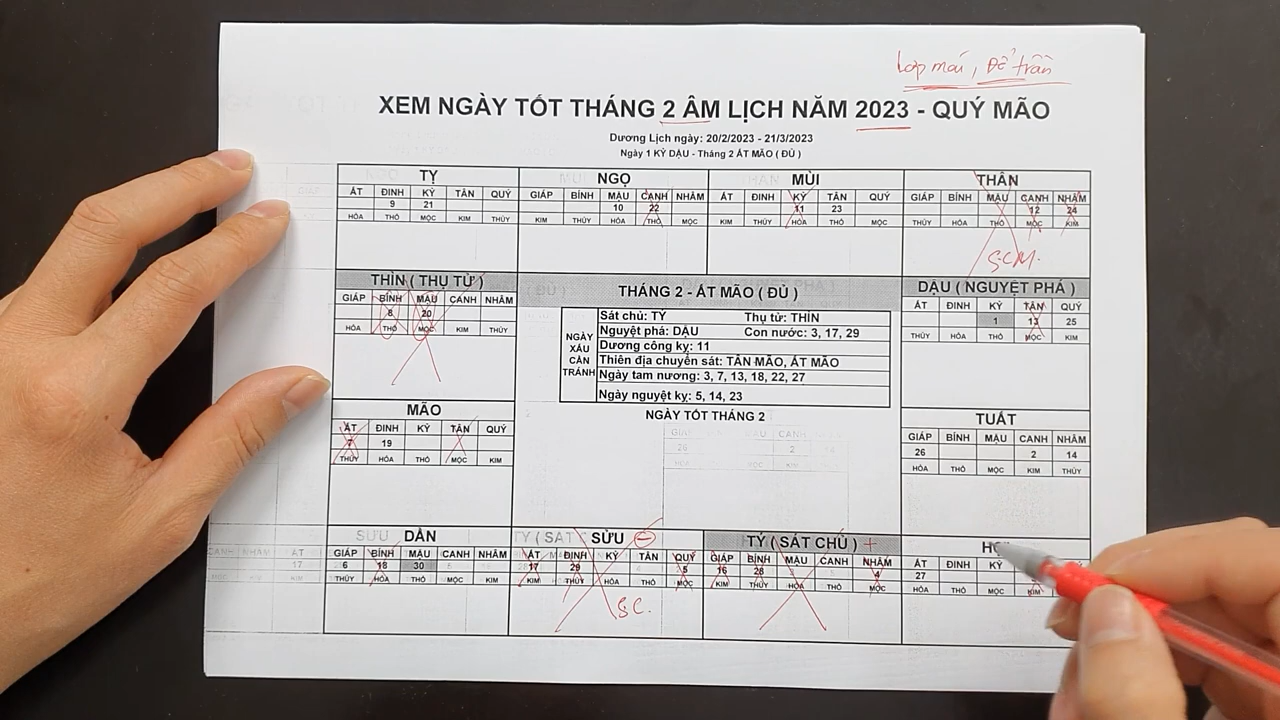 Lợp mái, Đổ trần
XEM NGÀY TỐT THÁNG 2 ÂM LỊCH NĂM 2023 - QUÝ MÃO
Dương Lịch ngày: 20/2/2023 - 21/3/2023
Ngày 1 KỶ DẬU - Tháng 2 ẤT MÃO ( ĐỦ )
TỴ
ẤT ĐINH KỶ TÂN QUÝ
9 21
HỎA THỔ MỘC KIM THỦY
NGỌ
GIÁP BÍNH MẬU CANH NHÂM
10 22
KIM THỦY HỎA THỔ MỘC
MÙI
ẤT ĐINH KỶ TÂN QUÝ
11 23
KIM THỦY HỎA THỔ MỘC
THÂN
GIÁP BÍNH MẬU CANH NHÂM
12 24
THỦY HỎA THỔ MỘC KIM
SCM.
THÌN ( THỤ TỬ )
GIÁP BÍNH MẬU CANH NHÂM
8 20
HỎA THỔ MỘC KIM THỦY
THÁNG 2 - ẤT MÃO ( ĐỦ )
NGÀY XẤU CẦN TRÁNH
Sát chủ: TÝ Thụ tử: THÌN
Nguyệt phá: DẬU Con nước: 3, 17, 29
Dương công kỵ: 11
Thiên địa chuyển sát: TÂN MÃO, ẤT MÃO
Ngày tam nương: 3, 7, 13, 18, 22, 27
Ngày nguyệt kỵ: 5, 14, 23
NGÀY TỐT THÁNG 2
DẬU ( NGUYỆT PHÁ )
ẤT ĐINH KỶ TÂN QUÝ
1 13 25
THỦY HỎA THỔ MỘC KIM
MÃO
ẤT ĐINH KỶ TÂN QUÝ
7 19
THỦY HỎA THỔ MỘC KIM
TUẤT
GIÁP BÍNH MẬU CANH NHÂM
26 2 14
HỎA THỔ MỘC KIM THỦY
DẦN
GIÁP BÍNH MẬU CANH NHÂM
6 18 30
THỦY HỎA THỔ MỘC KIM
SỬU
ẤT ĐINH KỶ TÂN QUÝ
17 29 5
KIM THỦY HỎA THỔ MỘC
SC.
TÝ ( SÁT CHỦ ) +
GIÁP BÍNH MẬU CANH NHÂM
16 28 4
KIM THỦY HỎA THỔ MỘC
ẤT ĐINH KỶ
27
HỎA THỔ MỘC KIM